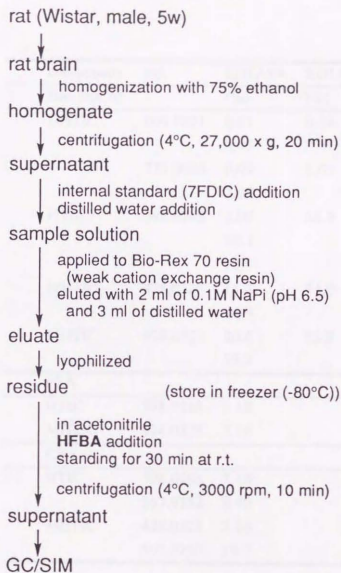 rat (Wistar, male, 5w)
rat brain
homogenization with 75% ethanol
homogenate
centrifugation (4°C, 27,000 x g, 20 min)
supernatant
internal standard (7FDIC) addition
distilled water addition
sample solution
applied to Bio-Rex 70 resin
(weak cation exchange resin)
eluted with 2 ml of 0.1M NaPi (pH 6.5)
and 3 ml of distilled water
eluate
lyophilized
residue (store in freezer (-80°C))
in acetonitrile
HFBA addition
standing for 30 min at r.t.
centrifugation (4°C, 3000 rpm, 10 min)
supernatant
GC/SIM